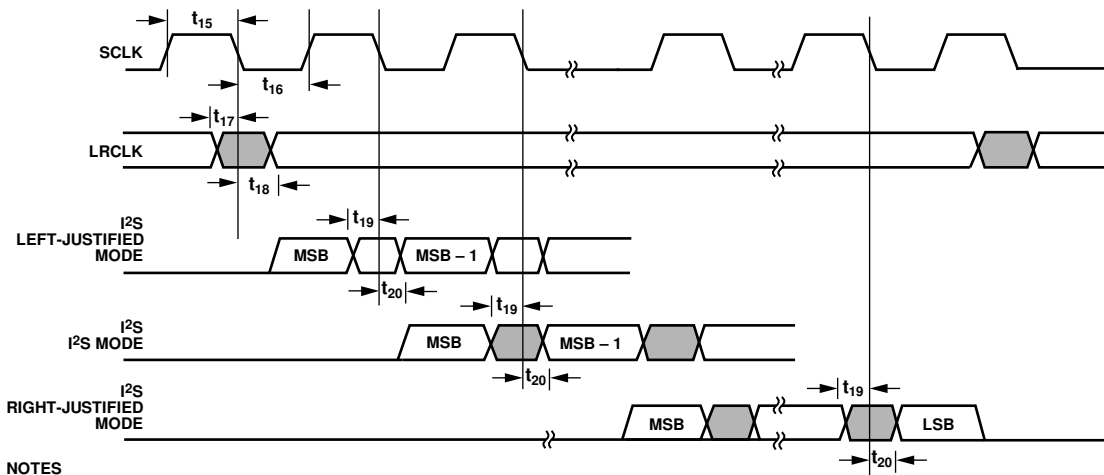 t15
SCLK
t16
t17
LRCLK
t18
I²S
LEFT-JUSTIFIED
MODE
t19
MSB
MSB – 1
t20
t19
I²S
I²S MODE
MSB
MSB – 1
t20
I²S
RIGHT-JUSTIFIED
MODE
t19
MSB
LSB
t20
NOTES